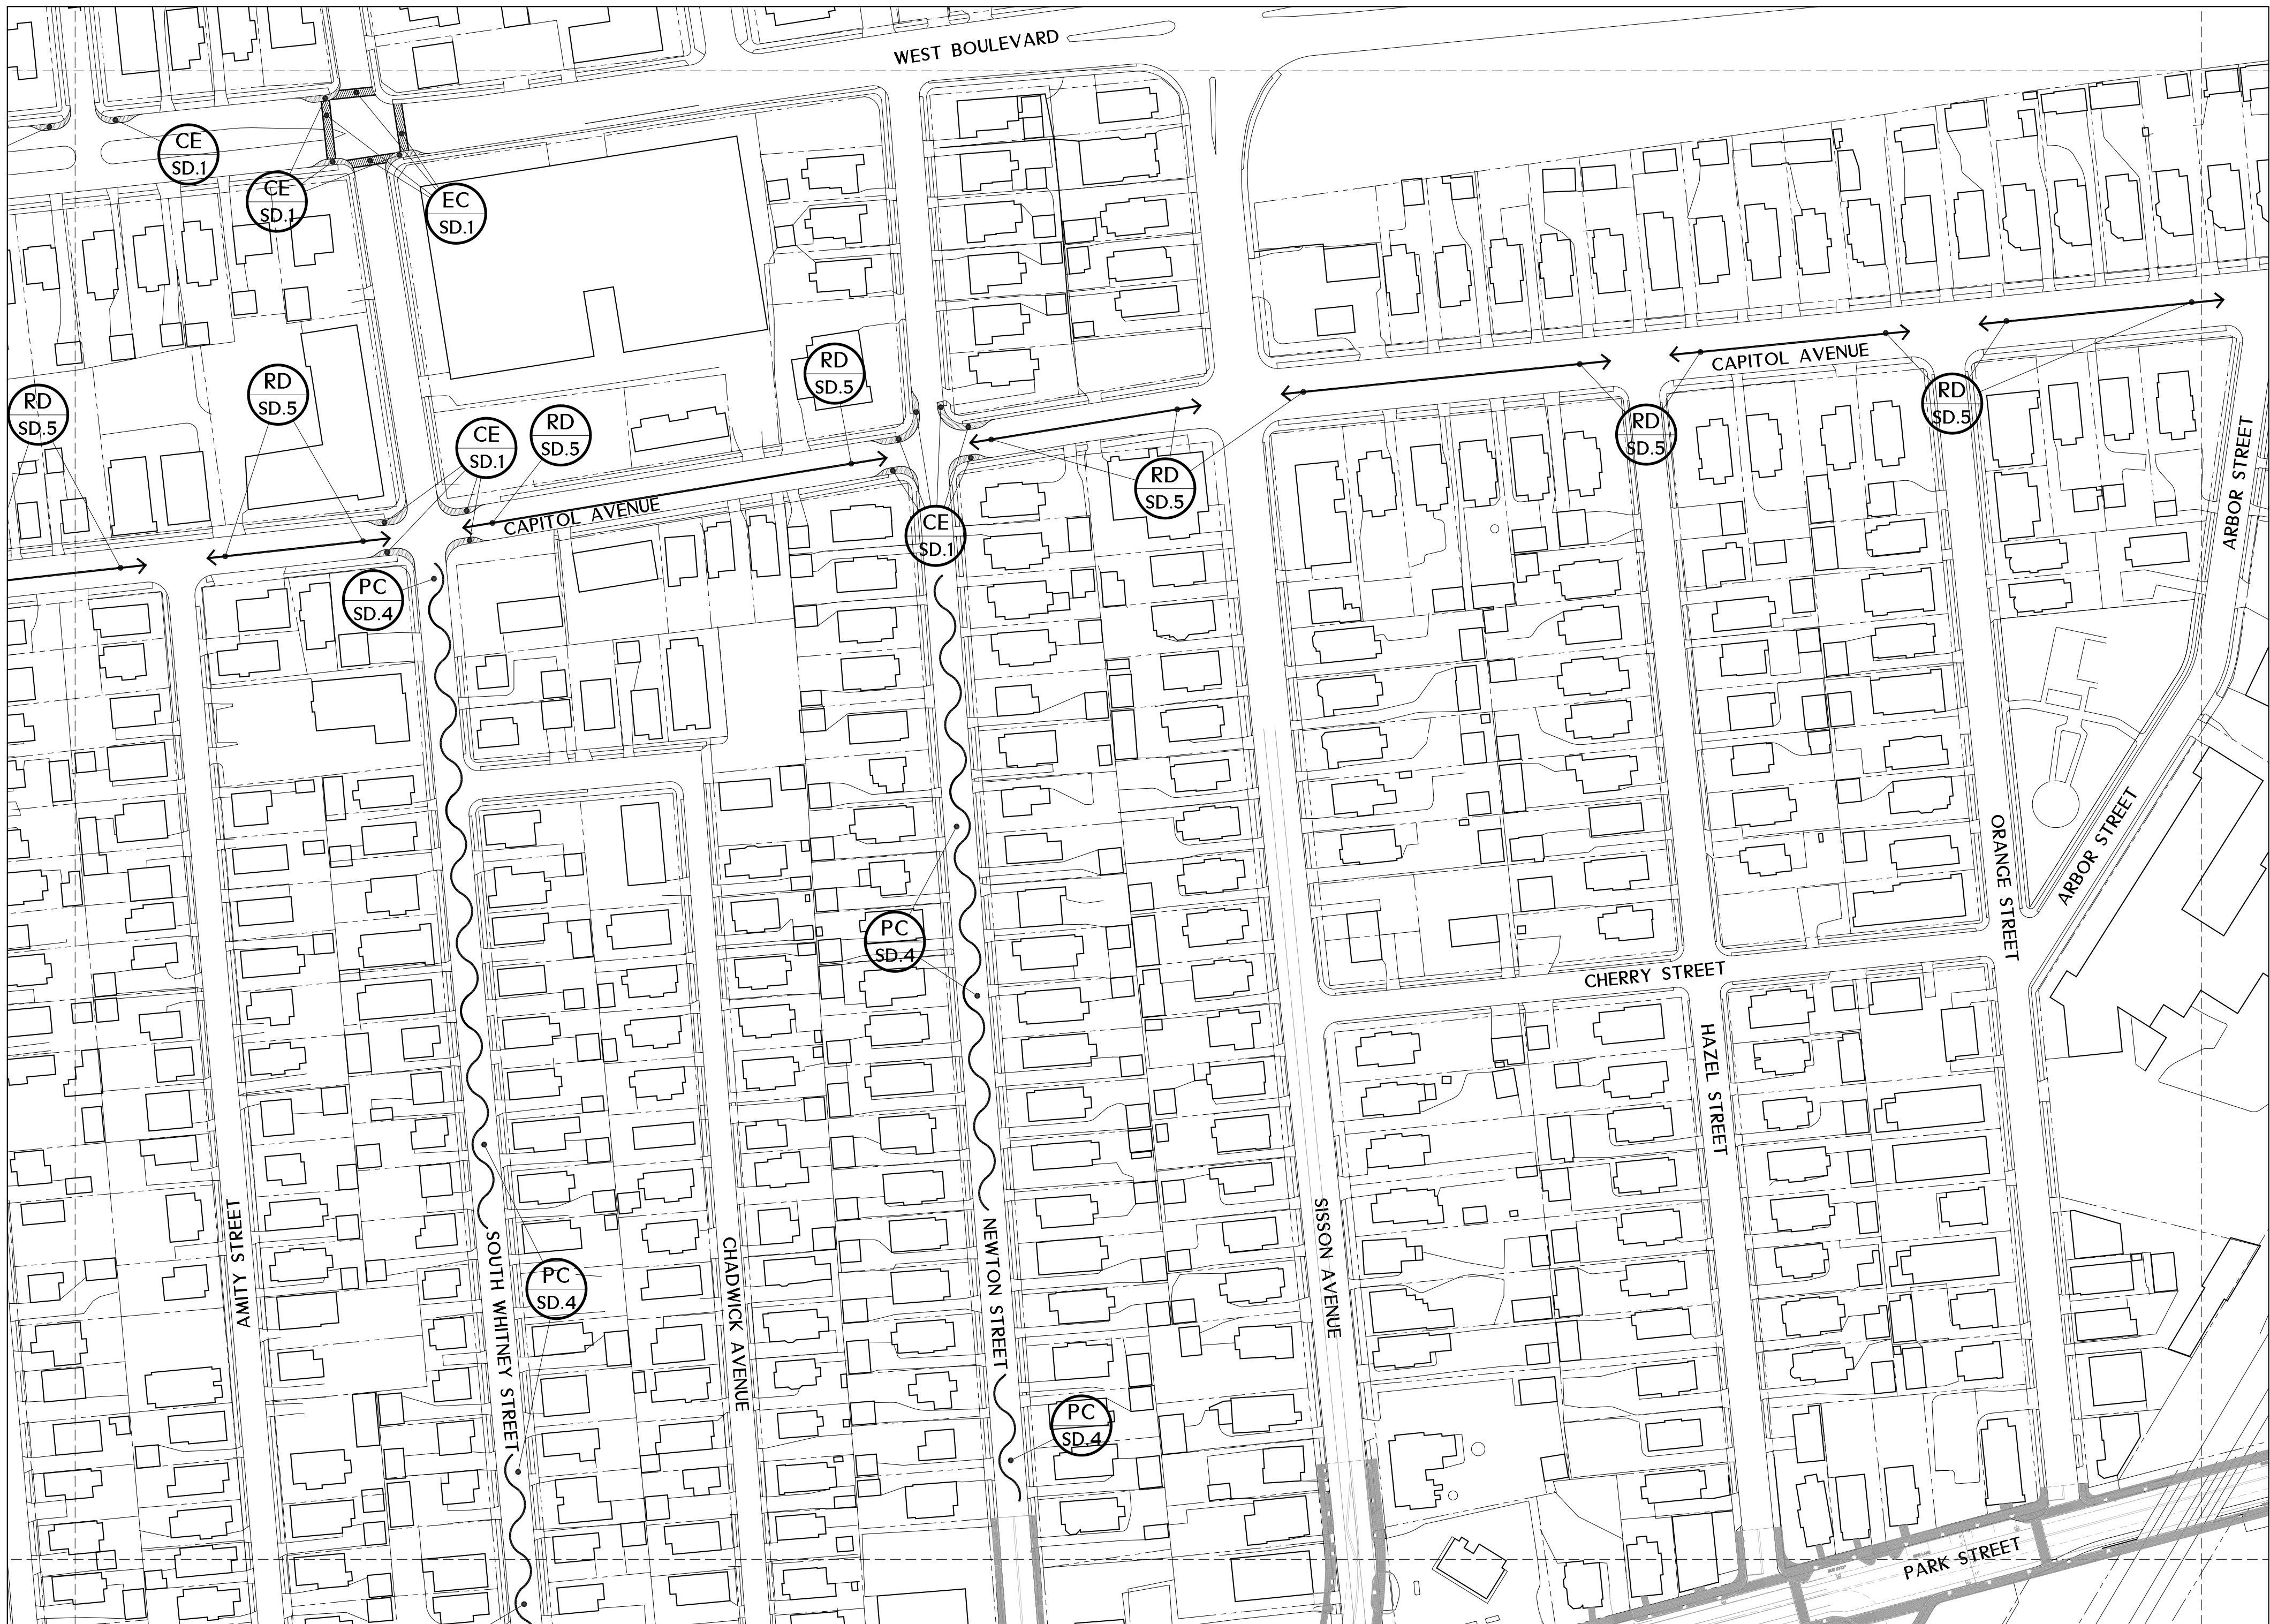 WEST BOULEVARD
CE
SD.1
CE
SD.1
EC
SD.1
RD
SD.5
RD
SD.5
RD
SD.5
CE
SD.1
RD
SD.5
CAPITOL AVENUE
CAPITOL AVENUE
RD
SD.5
RD
SD.5
RD
SD.5
CE
SD.1
PC
SD.4
ARBOR STREET
ARBOR STREET
ORANGE STREET
PC
SD.4
CHERRY STREET
HAZEL STREET
AMITY STREET
SOUTH WHITNEY STREET
PC
SD.4
CHADWICK AVENUE
NEWTON STREET
SISSON AVENUE
PC
SD.4
PARK STREET